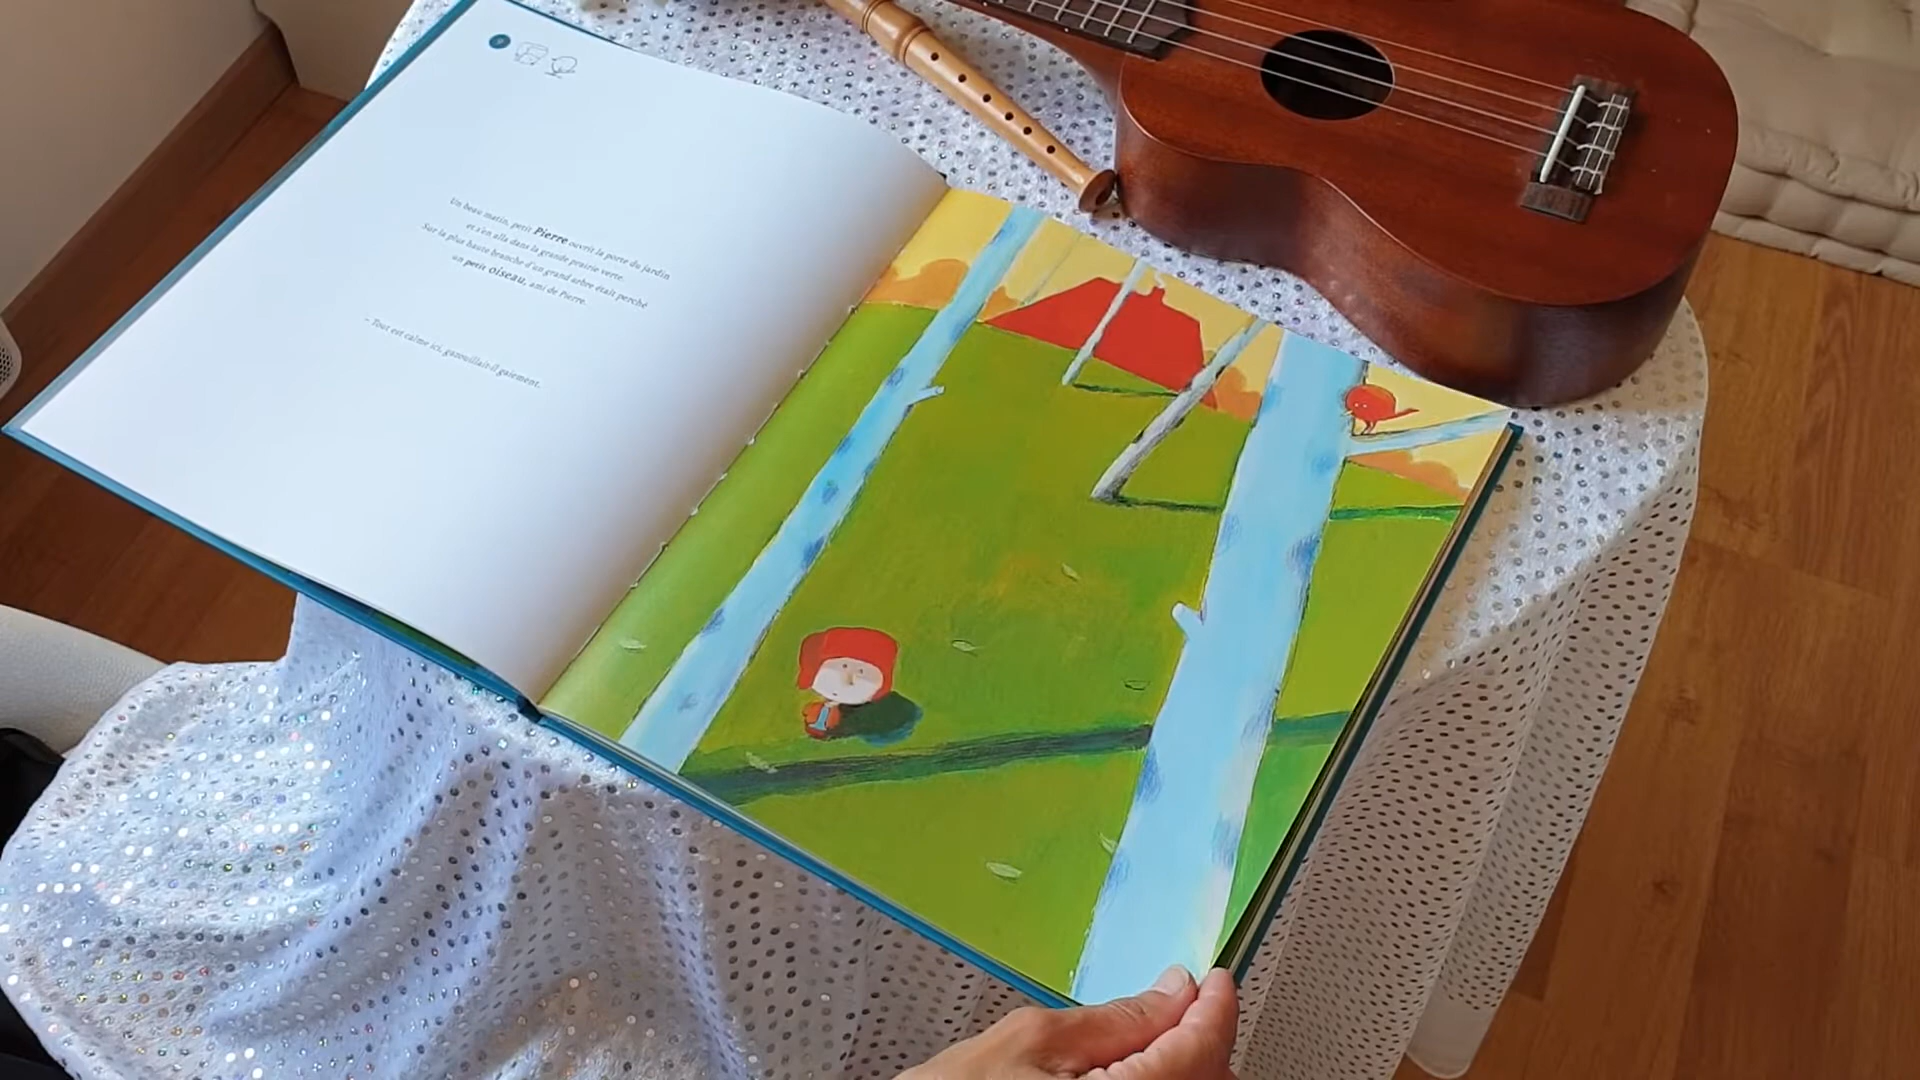 Un beau matin, petit Pierre ouvrit la porte du jardin
et s'en alla dans la grande prairie verte.
Sur la plus haute branche d'un grand arbre était perché
un petit oiseau, ami de Pierre.
– Tout est calme ici, gazouillait-il gaiement.